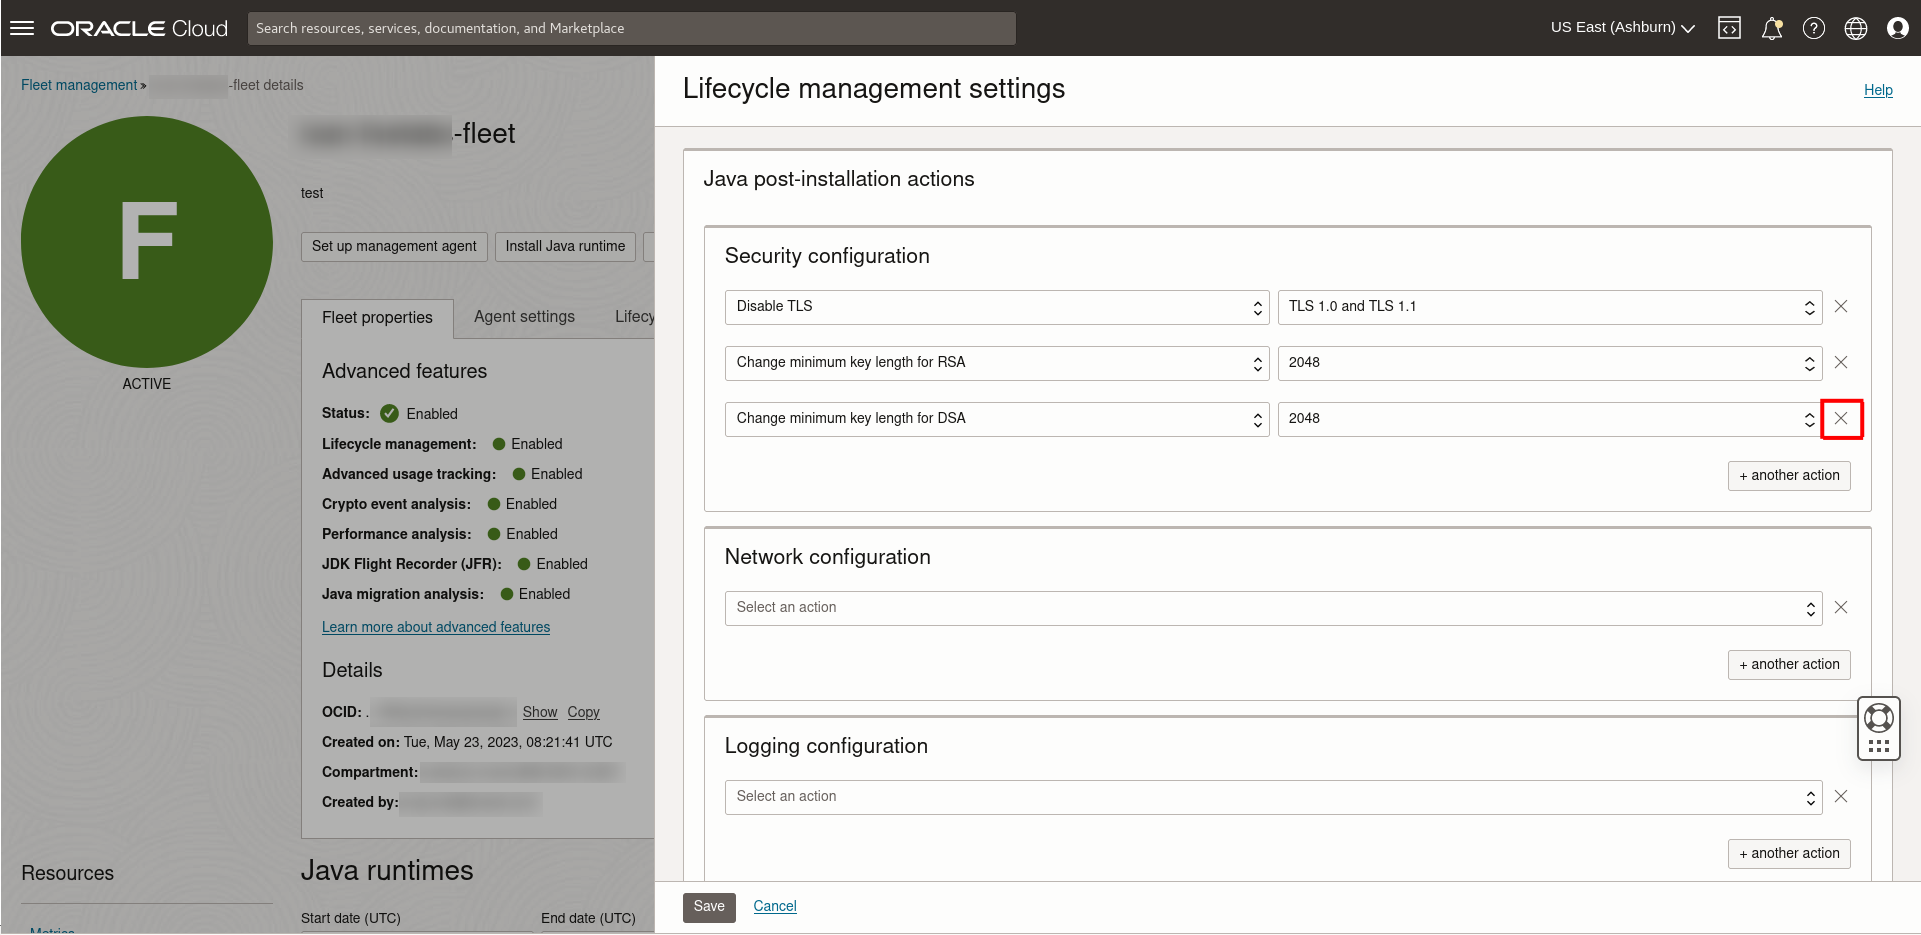 ORACLE Cloud
Search resources, services, documentation, and Marketplace
US East (Ashburn)
Fleet management » -fleet details
F
ACTIVE
-fleet
test
Set up management agent
Install Java runtime
Fleet properties
Agent settings
Lifecy
Advanced features
Status: Enabled
Lifecycle management: Enabled
Advanced usage tracking: Enabled
Crypto event analysis: Enabled
Performance analysis: Enabled
JDK Flight Recorder (JFR): Enabled
Java migration analysis: Enabled
Learn more about advanced features
Details
OCID: . Show Copy
Created on: Tue, May 23, 2023, 08:21:41 UTC
Compartment:
Created by:
Resources
Metrics
Java runtimes
Start date (UTC)
End date (UTC)
Lifecycle management settings
Help
Java post-installation actions
Security configuration
Disable TLS
TLS 1.0 and TLS 1.1
Change minimum key length for RSA
2048
Change minimum key length for DSA
2048
+ another action
Network configuration
Select an action
+ another action
Logging configuration
Select an action
+ another action
Save
Cancel